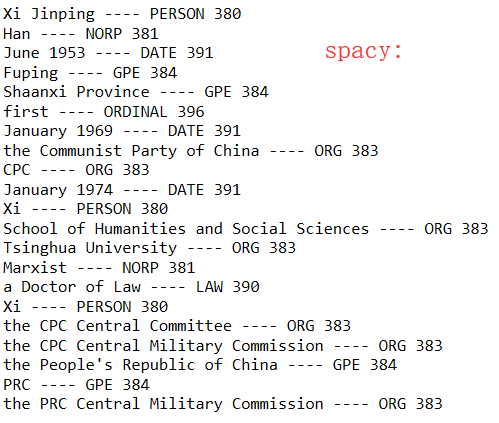 Xi Jinping ---- PERSON 380
Han ---- NORP 381
June 1953 ---- DATE 391
spacy:
Fuping ---- GPE 384
Shaanxi Province ---- GPE 384
first ---- ORDINAL 396
January 1969 ---- DATE 391
the Communist Party of China ---- ORG 383
CPC ---- ORG 383
January 1974 ---- DATE 391
Xi ---- PERSON 380
School of Humanities and Social Sciences ---- ORG 383
Tsinghua University ---- ORG 383
Marxist ---- NORP 381
a Doctor of Law ---- LAW 390
Xi ---- PERSON 380
the CPC Central Committee ---- ORG 383
the CPC Central Military Commission ---- ORG 383
the People's Republic of China ---- GPE 384
PRC ---- GPE 384
the PRC Central Military Commission ---- ORG 383